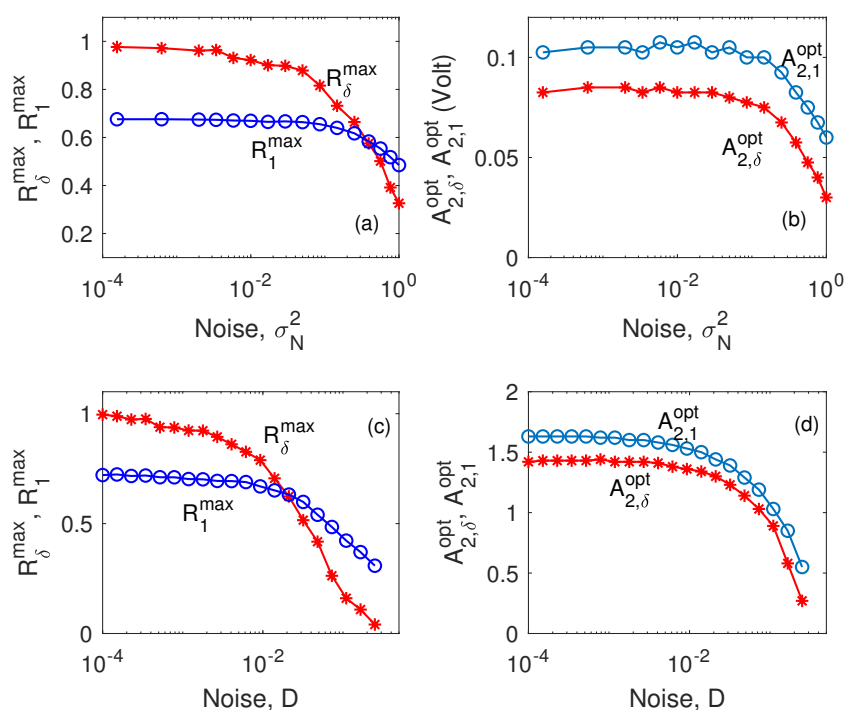 R_δ^max , R_1^max
1
0.8
0.6
0.4
0.2
R_δ^max
R_1^max
(a)
10^-4
10^-2
10^0
Noise, σ_N^2
A_2,δ^opt, A_2,1^opt (Volt)
0.1
0.05
0
A_2,1^opt
A_2,δ^opt
(b)
10^-4
10^-2
10^0
Noise, σ_N^2
R_δ^max , R_1^max
1
0.5
0
R_δ^max
R_1^max
(c)
10^-4
10^-2
Noise, D
A_2,δ^opt, A_2,1^opt
2
1.5
1
0.5
0
A_2,1^opt
A_2,δ^opt
(d)
10^-4
10^-2
Noise, D